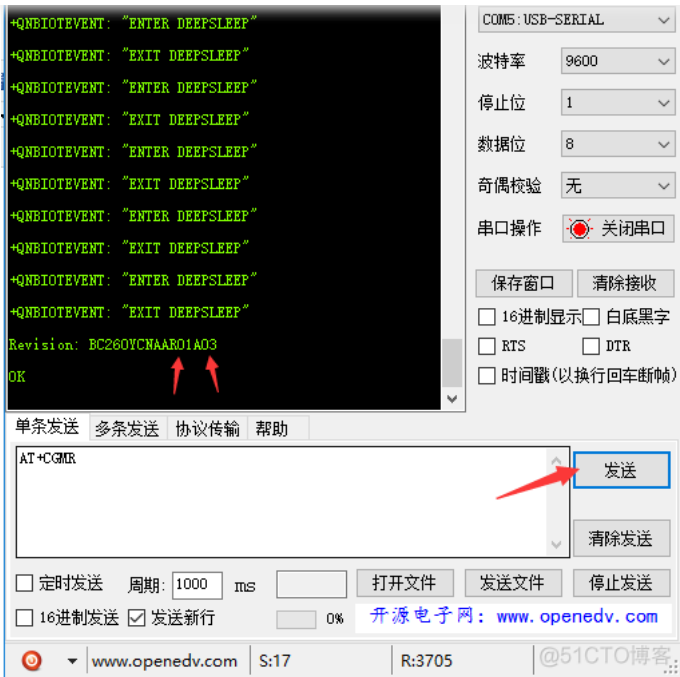 +QNBIOTEVENT: "ENTER DEEPSLEEP"
+QNBIOTEVENT: "EXIT DEEPSLEEP"
+QNBIOTEVENT: "ENTER DEEPSLEEP"
+QNBIOTEVENT: "EXIT DEEPSLEEP"
+QNBIOTEVENT: "ENTER DEEPSLEEP"
+QNBIOTEVENT: "EXIT DEEPSLEEP"
+QNBIOTEVENT: "ENTER DEEPSLEEP"
+QNBIOTEVENT: "EXIT DEEPSLEEP"
+QNBIOTEVENT: "ENTER DEEPSLEEP"
+QNBIOTEVENT: "EXIT DEEPSLEEP"
Revision: BC260YCNAAR01A03
OK
COM5:USB-SERIAL
波特率 9600
停止位 1
数据位 8
奇偶校验 无
串口操作 关闭串口
保存窗口 清除接收
16进制显示 白底黑字
RTS DTR
时间戳(以换行回车断帧)
单条发送 多条发送 协议传输 帮助
AT+CGMR
发送
清除发送
定时发送 周期: 1000 ms 打开文件 发送文件 停止发送
16进制发送 发送新行 0% 开源电子网: www.openedv.com
www.openedv.com S:17 R:3705 @51CTO博客